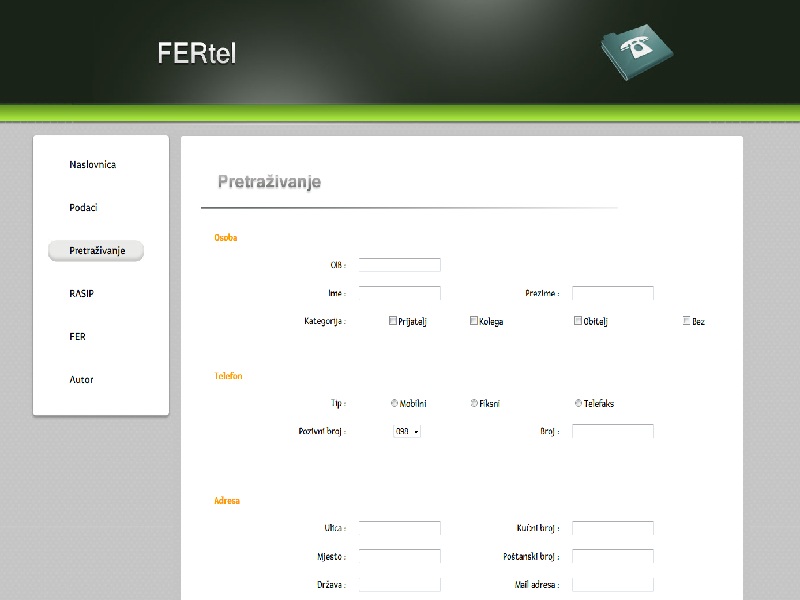 FERtel
Naslovnica
Podaci
Pretraživanje
RASIP
FER
Autor
Pretraživanje
Osoba
OIB :
Ime : Prezime :
Kategorija : Prijatelj Kolega Obitelj Bez
Telefon
Tip : Mobilni Fiksni Telefaks
Pozivni broj : 098 Broj :
Adresa
Ulica : Kućni broj :
Mjesto : Poštanski broj :
Država : Mail adresa :